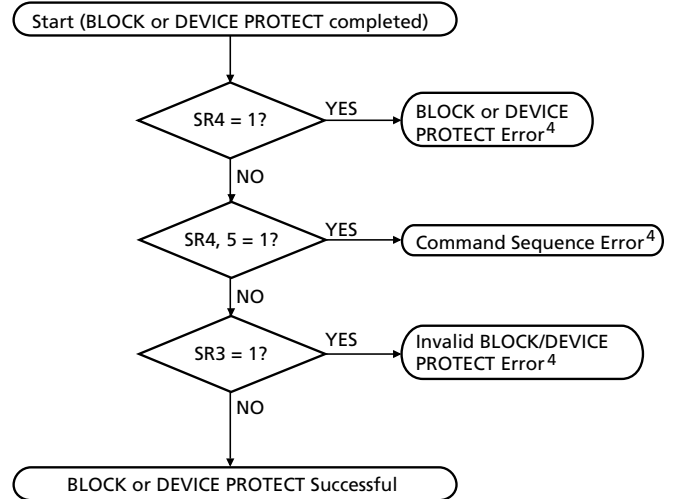 Start (BLOCK or DEVICE PROTECT completed)
SR4 = 1?
YES
BLOCK or DEVICE
PROTECT Error4
NO
SR4, 5 = 1?
YES
Command Sequence Error4
NO
SR3 = 1?
YES
Invalid BLOCK/DEVICE
PROTECT Error4
NO
BLOCK or DEVICE PROTECT Successful